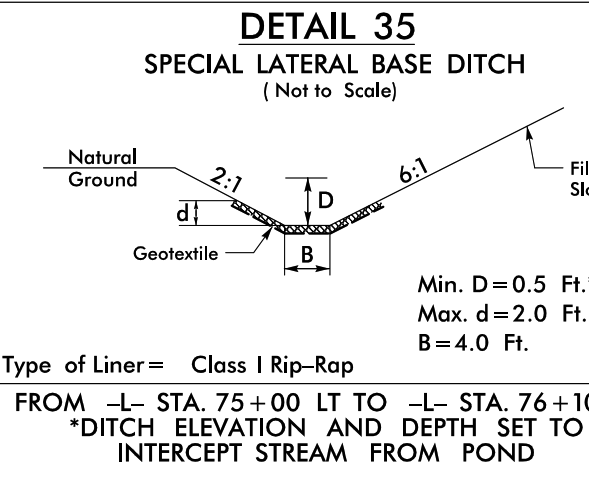 DETAIL 35
SPECIAL LATERAL BASE DITCH
( Not to Scale)
Natural
Ground
2:1
6:1
D
d
Geotextile
B
Min. D=0.5 Ft.*
Max. d=2.0 Ft.
B=4.0 Ft.
Type of Liner= Class I Rip-Rap
FROM -L- STA. 75+00 LT TO -L- STA. 76+10
*DITCH ELEVATION AND DEPTH SET TO
INTERCEPT STREAM FROM POND